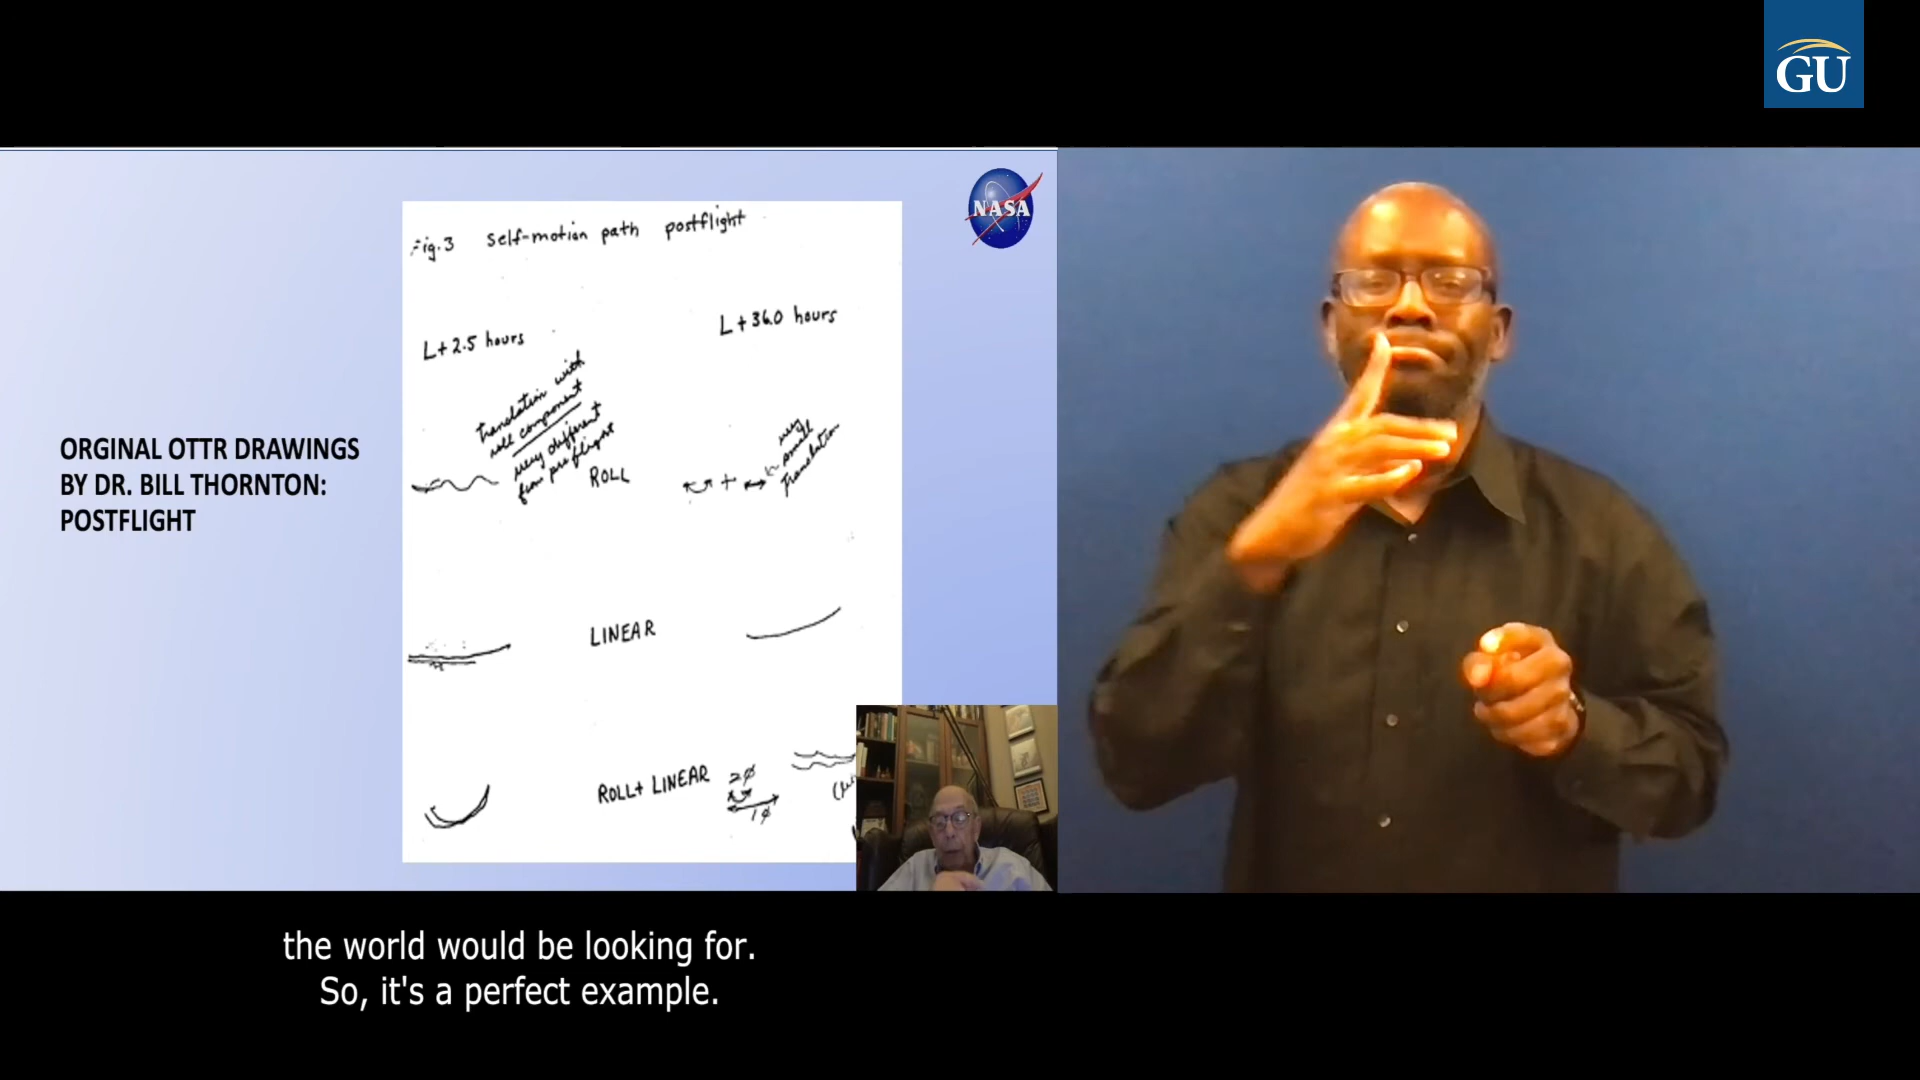 GU
NASA
Fig.3 self-motion path postflight
L+2.5 hours
L+36.0 hours
translation with
roll component
very different
from preflight
ROLL
+
very
small
translation
ORGINAL OTTR DRAWINGS
BY DR. BILL THORNTON:
POSTFLIGHT
LINEAR
ROLL+ LINEAR
2φ
1φ
the world would be looking for.
So, it's a perfect example.